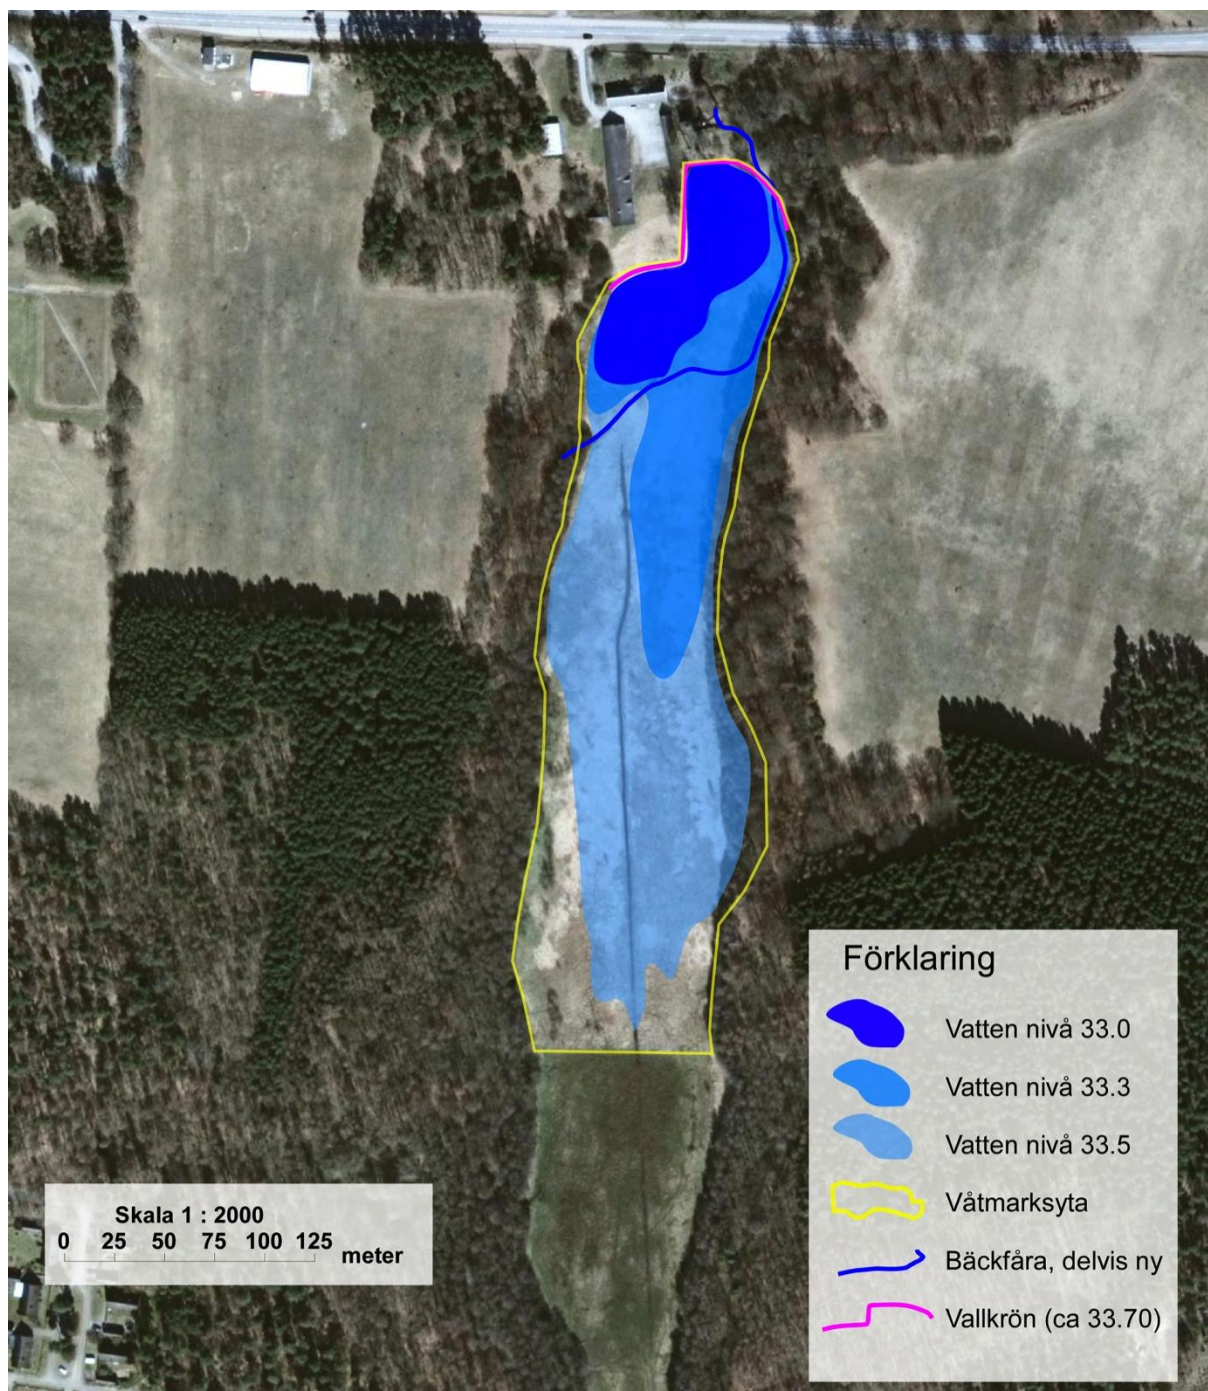 Förklaring
Vatten nivå 33.0
Vatten nivå 33.3
Vatten nivå 33.5
Våtmarksyta
Bäckfåra, delvis ny
Vallkrön (ca 33.70)
Skala 1 : 2000
0 25 50 75 100 125 meter